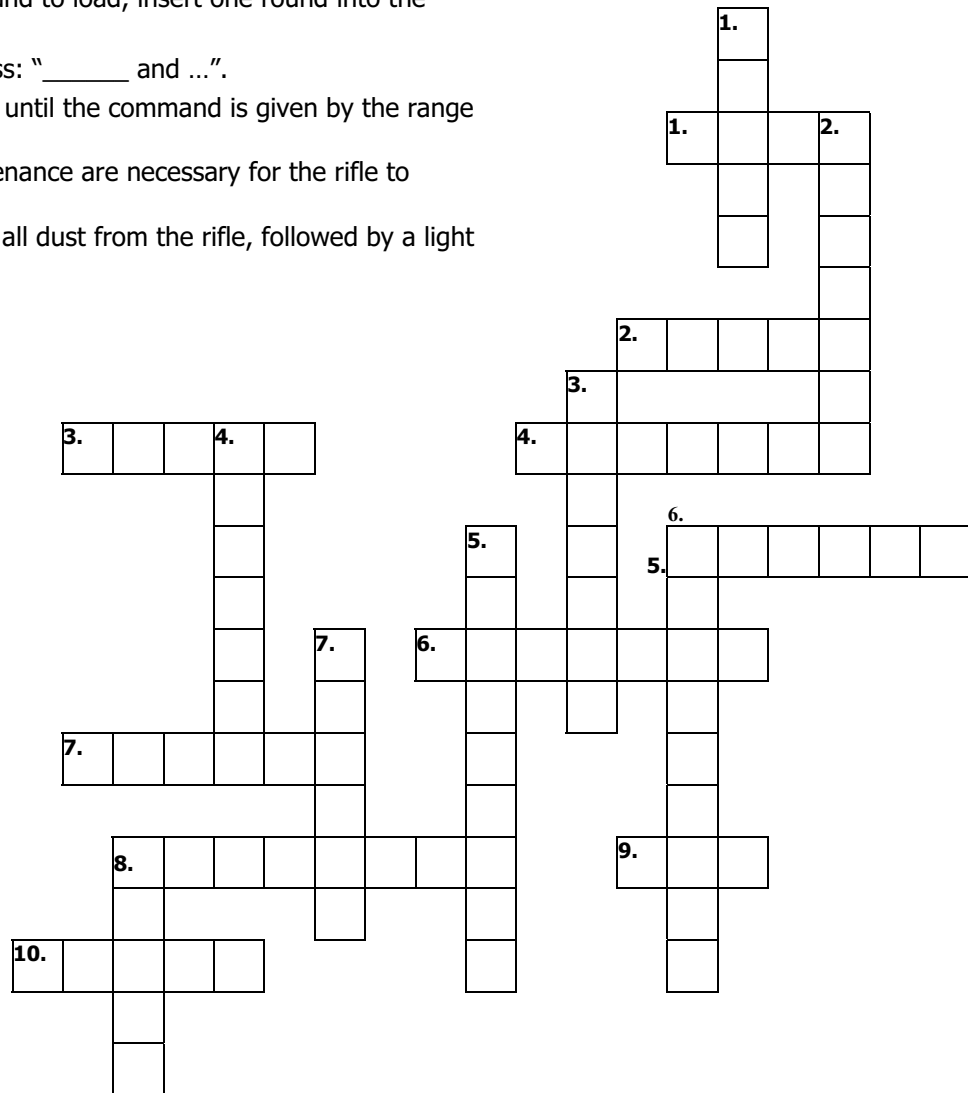 and to load, insert one round into the
ss: “______ and …”.
until the command is given by the range
enance are necessary for the rifle to
all dust from the rifle, followed by a light
1.
1. 2.
2.
3.
3. 4. 4.
6.
5. 5.
7. 6.
7.
8. 9.
10.